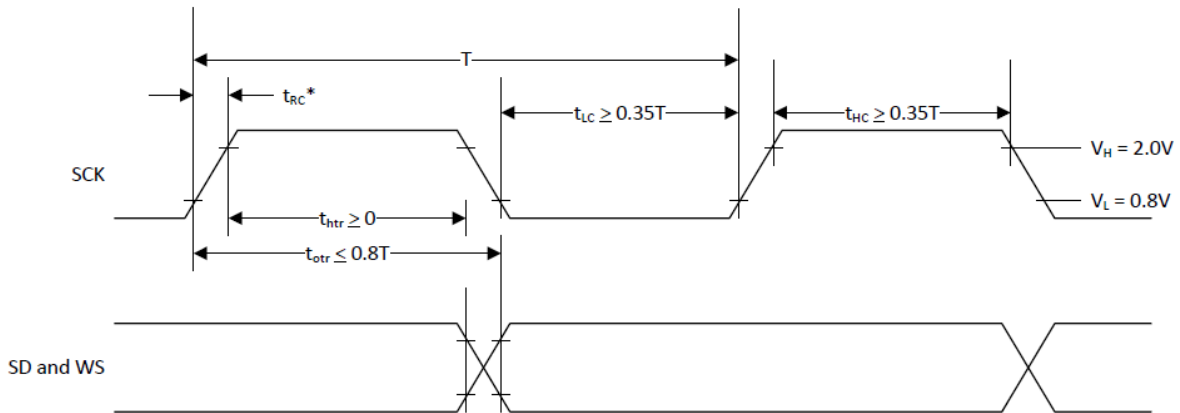 T
t_RC*
t_LC ≥ 0.35T
t_HC ≥ 0.35T
V_H = 2.0V
SCK
V_L = 0.8V
t_htr ≥ 0
t_otr ≤ 0.8T
SD and WS